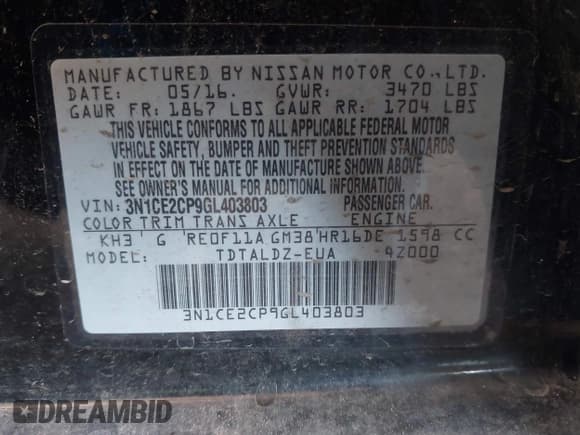 MANUFACTURED BY NISSAN MOTOR CO.,LTD.
DATE: 05/16. GVWR: 3470 LBS
GAWR FR: 1867 LBS GAWR RR: 1704 LBS
THIS VEHICLE CONFORMS TO ALL APPLICABLE FEDERAL MOTOR
VEHICLE SAFETY, BUMPER AND THEFT PREVENTION STANDARDS
IN EFFECT ON THE DATE OF MANUFACTURE SHOWN ABOVE.
SEE OWNER'S MANUAL FOR ADDITIONAL INFORMATION.
VIN: 3N1CE2CP9GL403803 PASSENGER CAR.
COLOR TRIM TRANS AXLE ENGINE
KH3 G RE0F11A GM38 HR16DE 1598 CC
MODEL: TDTALDZ-EUA 4Z000
3N1CE2CP9GL403803
DREAMBID